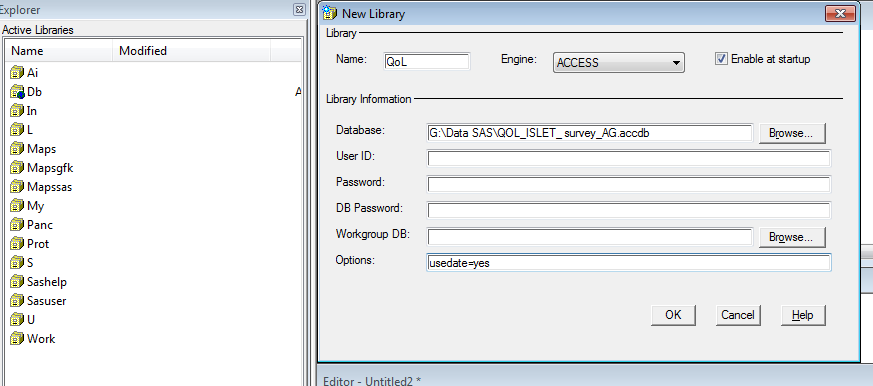 Explorer
Active Libraries
Name Modified
Ai
Db A
In
L
Maps
Mapsgfk
Mapssas
My
Panc
Prot
S
Sashelp
Sasuser
U
Work
New Library
Library
Name: QoL Engine: ACCESS Enable at startup
Library Information
Database: G:\Data SAS\QOL_ISLET_ survey_AG.accdb Browse...
User ID:
Password:
DB Password:
Workgroup DB: Browse...
Options: usedate=yes
OK Cancel Help
Editor - Untitled2 *